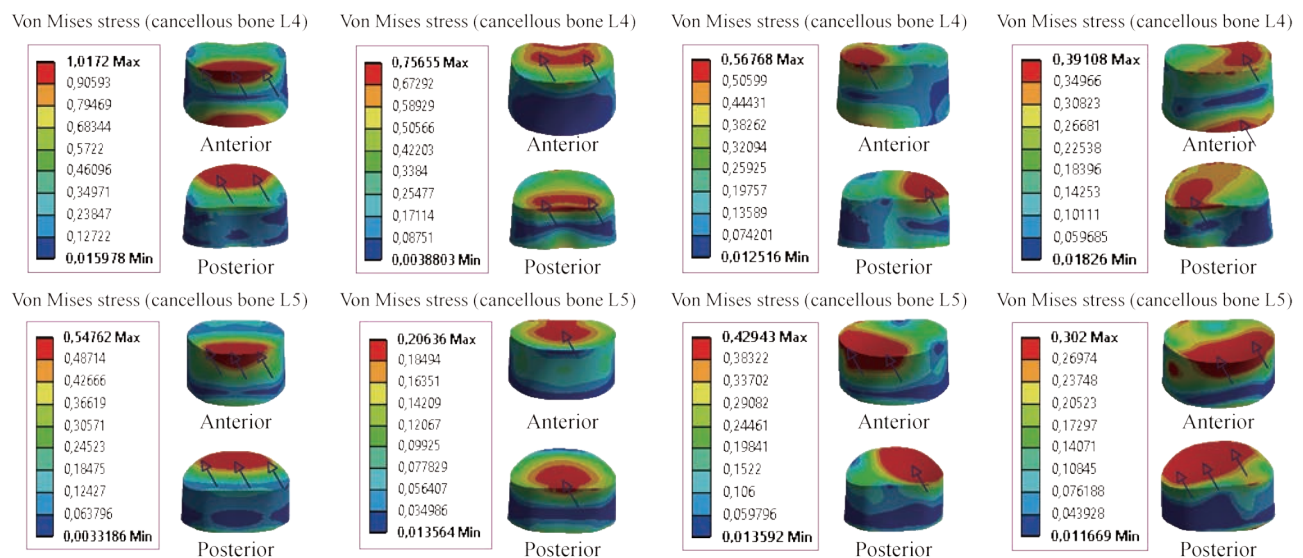 Von Mises stress (cancellous bone L4)
1,0172 Max
0,90593
0,79469
0,68344
0,5722
0,46096
0,34971
0,23847
0,12722
0,015978 Min
Anterior
Posterior
Von Mises stress (cancellous bone L4)
0,75655 Max
0,67292
0,58929
0,50566
0,42203
0,3384
0,25477
0,17114
0,08751
0,0038803 Min
Anterior
Posterior
Von Mises stress (cancellous bone L4)
0,56768 Max
0,50599
0,44431
0,38262
0,32094
0,25925
0,19757
0,13589
0,074201
0,012516 Min
Anterior
Posterior
Von Mises stress (cancellous bone L4)
0,39108 Max
0,34966
0,30823
0,26681
0,22538
0,18396
0,14253
0,10111
0,059685
0,01826 Min
Anterior
Posterior
Von Mises stress (cancellous bone L5)
0,54762 Max
0,48714
0,42666
0,36619
0,30571
0,24523
0,18475
0,12427
0,063796
0,0033186 Min
Anterior
Posterior
Von Mises stress (cancellous bone L5)
0,20636 Max
0,18494
0,16351
0,14209
0,12067
0,09925
0,077829
0,056407
0,034986
0,013564 Min
Anterior
Posterior
Von Mises stress (cancellous bone L5)
0,42943 Max
0,38322
0,33702
0,29082
0,24461
0,19841
0,1522
0,106
0,059796
0,013592 Min
Anterior
Posterior
Von Mises stress (cancellous bone L5)
0,302 Max
0,26974
0,23748
0,20523
0,17297
0,14071
0,10845
0,076188
0,043928
0,011669 Min
Anterior
Posterior